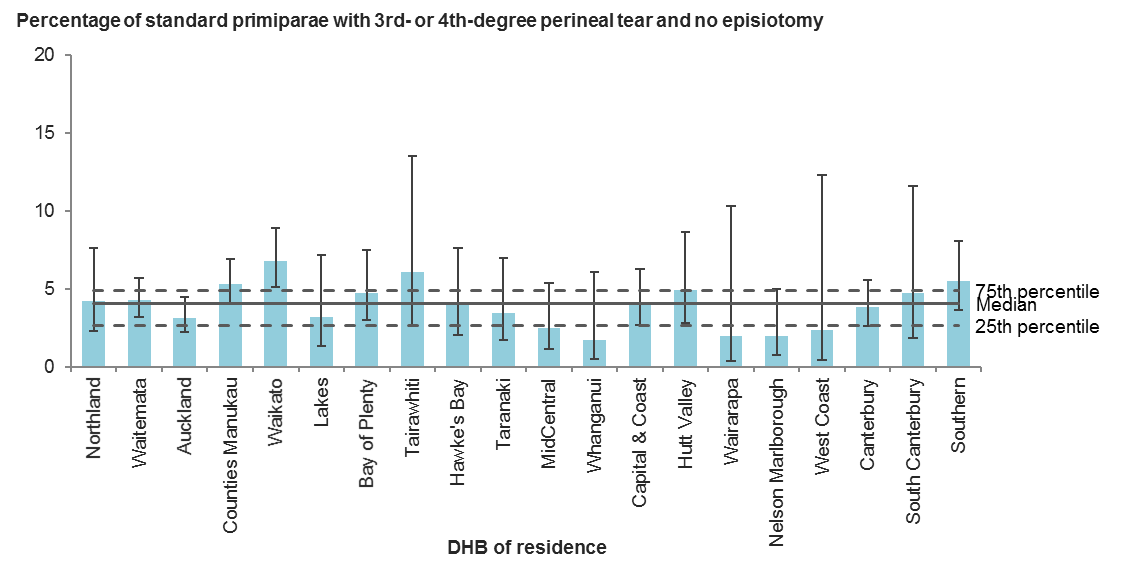 Percentage of standard primiparae with 3rd- or 4th-degree perineal tear and no episiotomy
20
15
10
5
0
75th percentile
Median
25th percentile
Northland
Waitemata
Auckland
Counties Manukau
Waikato
Lakes
Bay of Plenty
Tairawhiti
Hawke's Bay
Taranaki
MidCentral
Whanganui
Capital & Coast
Hutt Valley
Wairarapa
Nelson Marlborough
West Coast
Canterbury
South Canterbury
Southern
DHB of residence